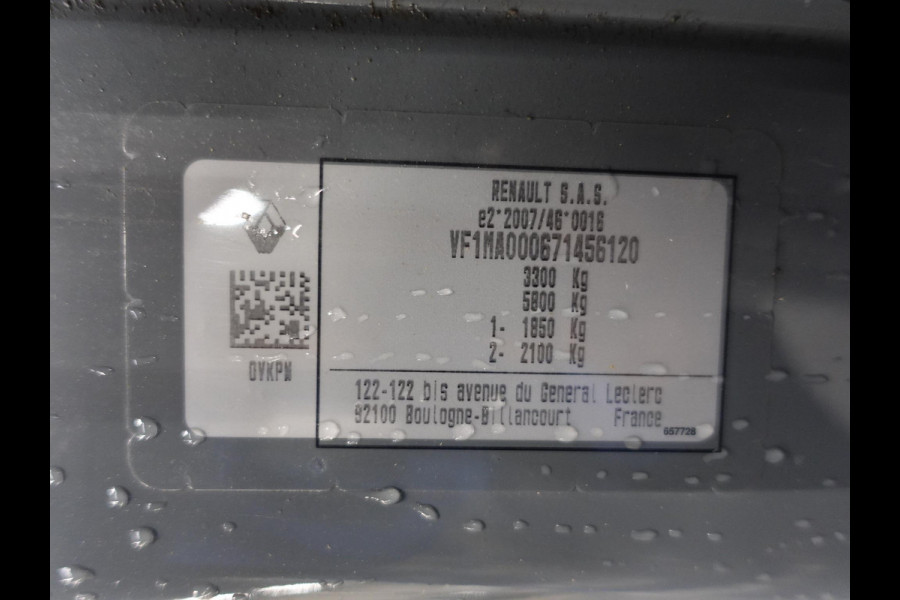 RENAULT S.A.S.
e2*2007/46*0016
VF1MA000671456120
3300 Kg
5800 Kg
1- 1850 Kg
2- 2100 Kg
OVKPN
122-122 bis avenue du General Leclerc
92100 Boulogne-Billancourt France
657728